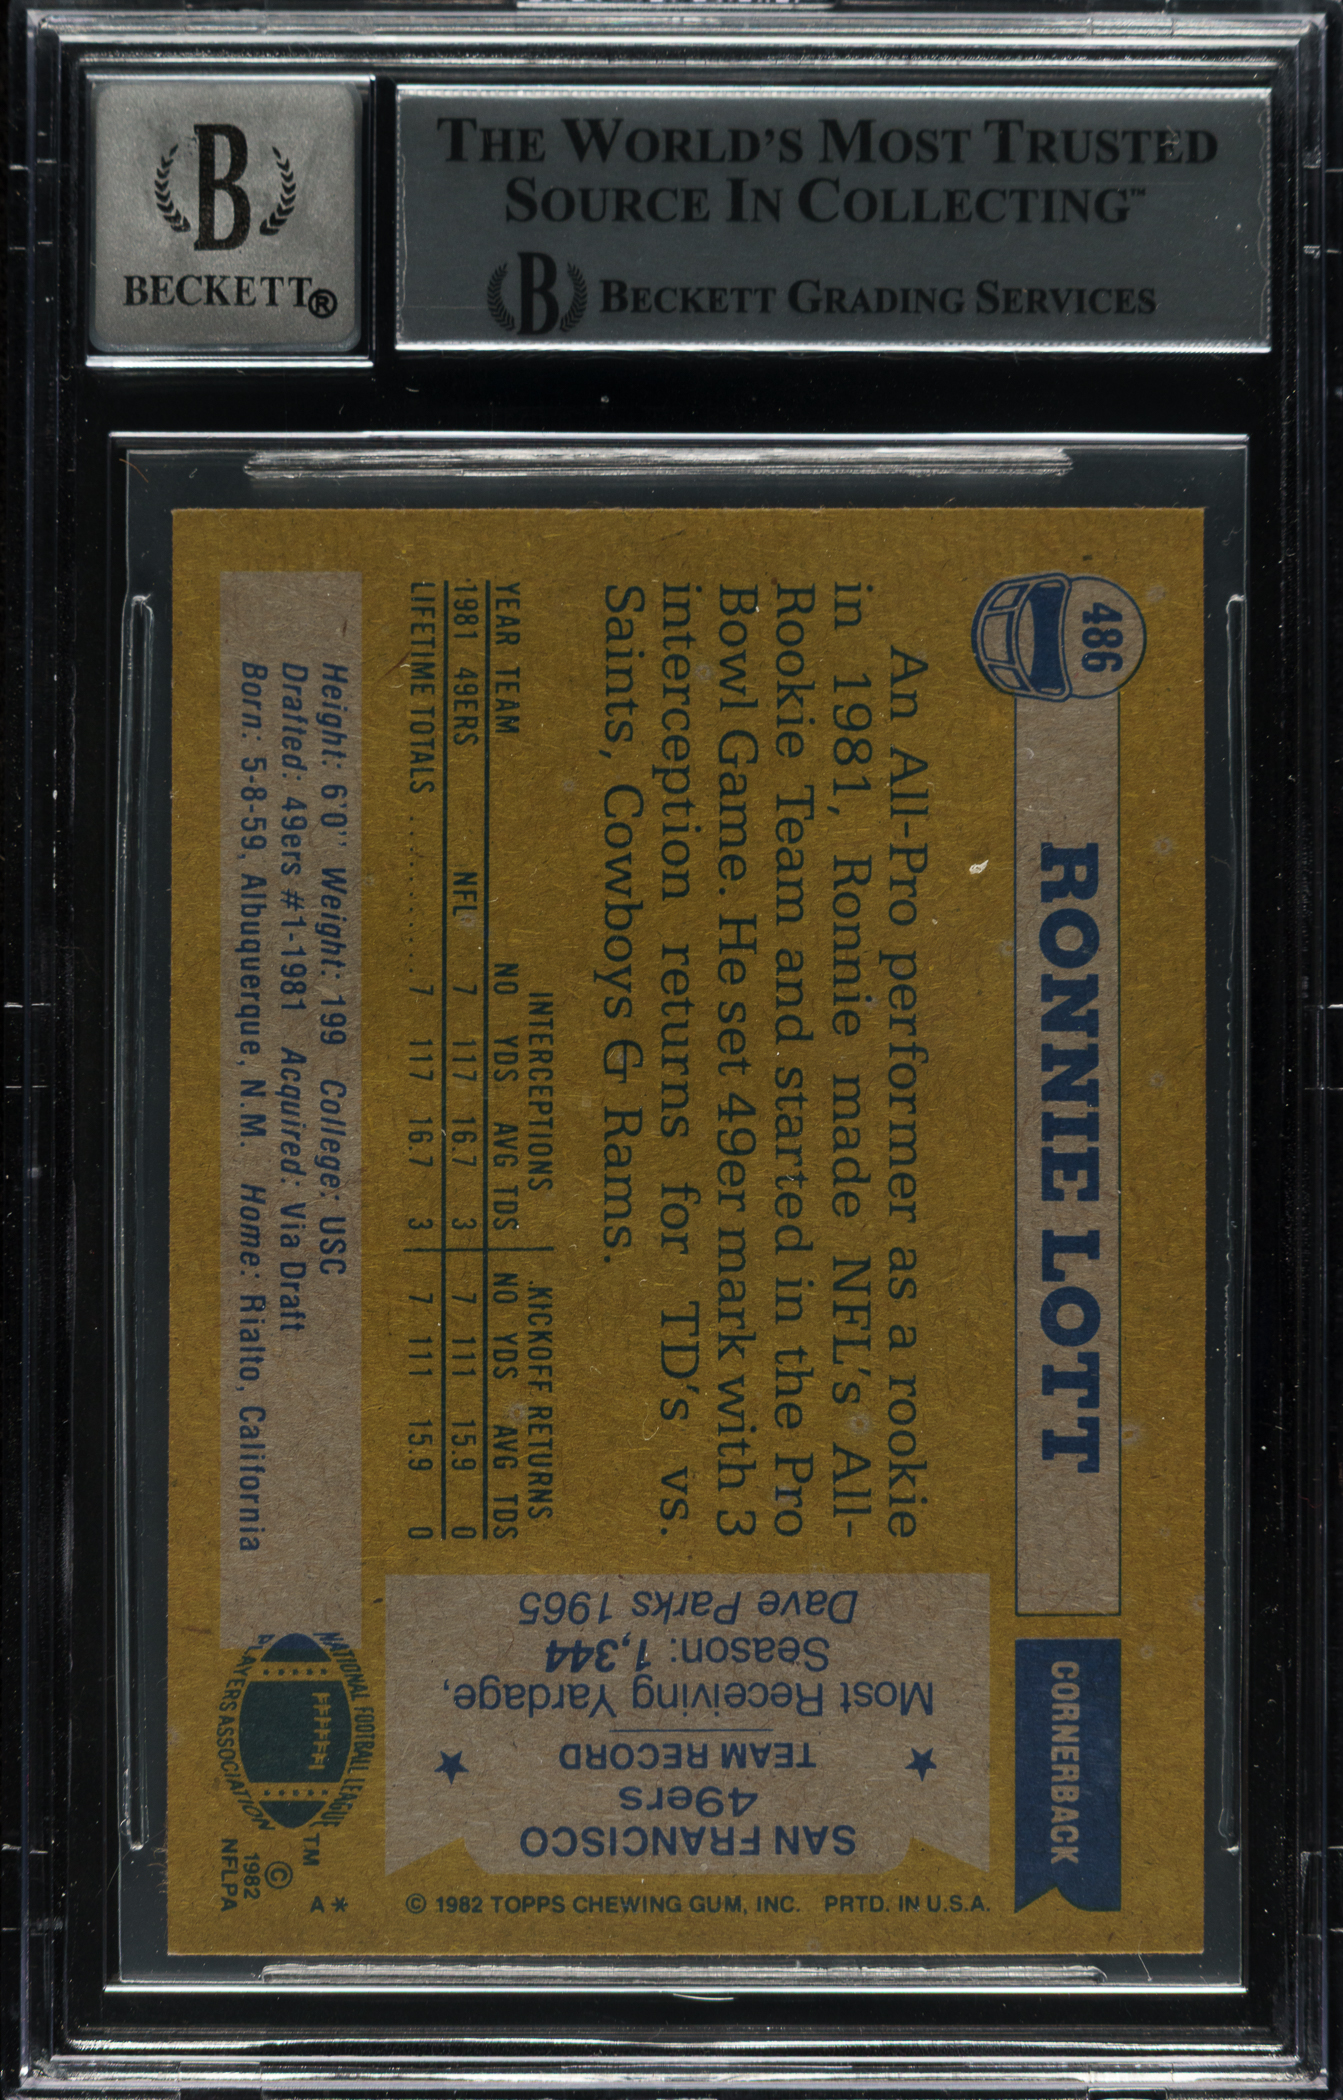 B
BECKETT®
THE WORLD'S MOST TRUSTED
SOURCE IN COLLECTING™
B BECKETT GRADING SERVICES
486
RONNIE LOTT
CORNERBACK
An All-Pro performer as a rookie
in 1981, Ronnie made NFL's All-
Rookie Team and started in the Pro
Bowl Game. He set 49er mark with 3
interception returns for TD's vs.
Saints, Cowboys & Rams.
INTERCEPTIONS KICKOFF RETURNS
YEAR TEAM NO YDS AVG TDS NO YDS AVG TDS
1981 49ERS NFL 7 117 16.7 3 7 111 15.9 0
LIFETIME TOTALS .......... 7 117 16.7 3 7 111 15.9 0
Height: 6'0" Weight: 199 College: USC
Drafted: 49ers #1-1981 Acquired: Via Draft
Born: 5-8-59, Albuquerque, N.M. Home: Rialto, California
SAN FRANCISCO
49ers
TEAM RECORD
Most Receiving Yardage,
Season: 1,344
Dave Parks 1965
NATIONAL FOOTBALL LEAGUE
PLAYERS ASSOCIATION
TM
©
1982
NFLPA
A*
© 1982 TOPPS CHEWING GUM, INC. PRTD. IN U.S.A.